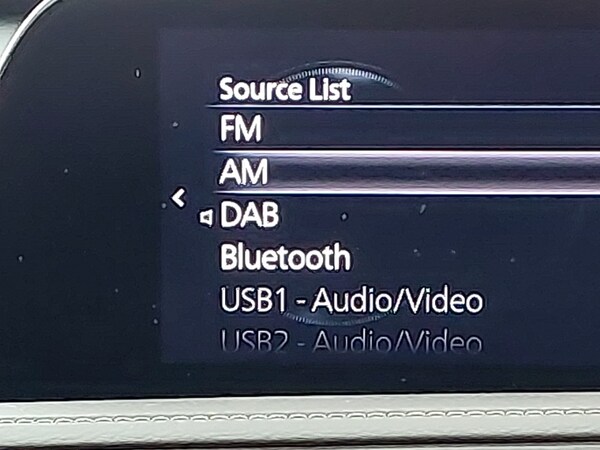 Source List
FM
AM
DAB
Bluetooth
USB1 - Audio/Video
USB2 - Audio/Video